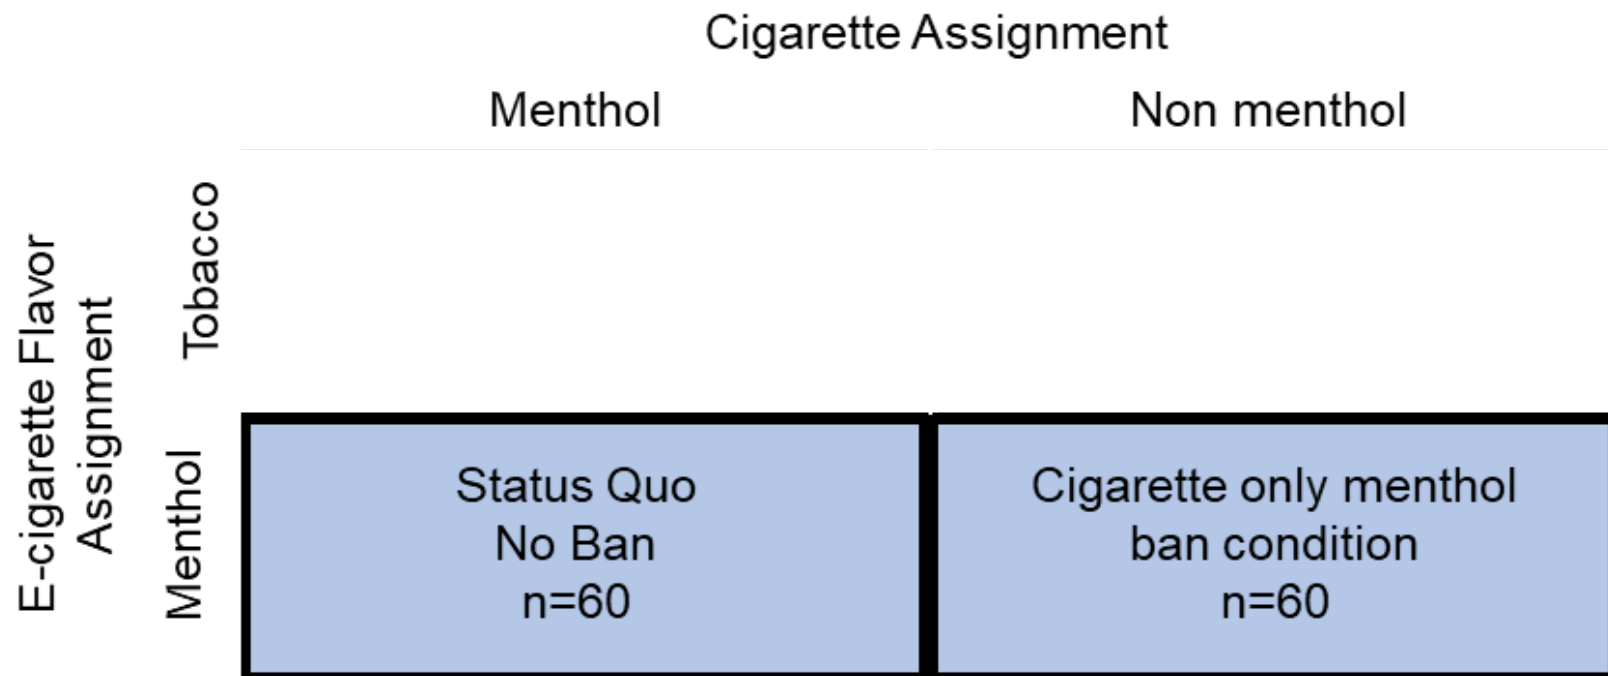 Cigarette Assignment
Menthol
Non menthol
E-cigarette Flavor
Assignment
Tobacco
Menthol
Status Quo
No Ban
n=60
Cigarette only menthol
ban condition
n=60